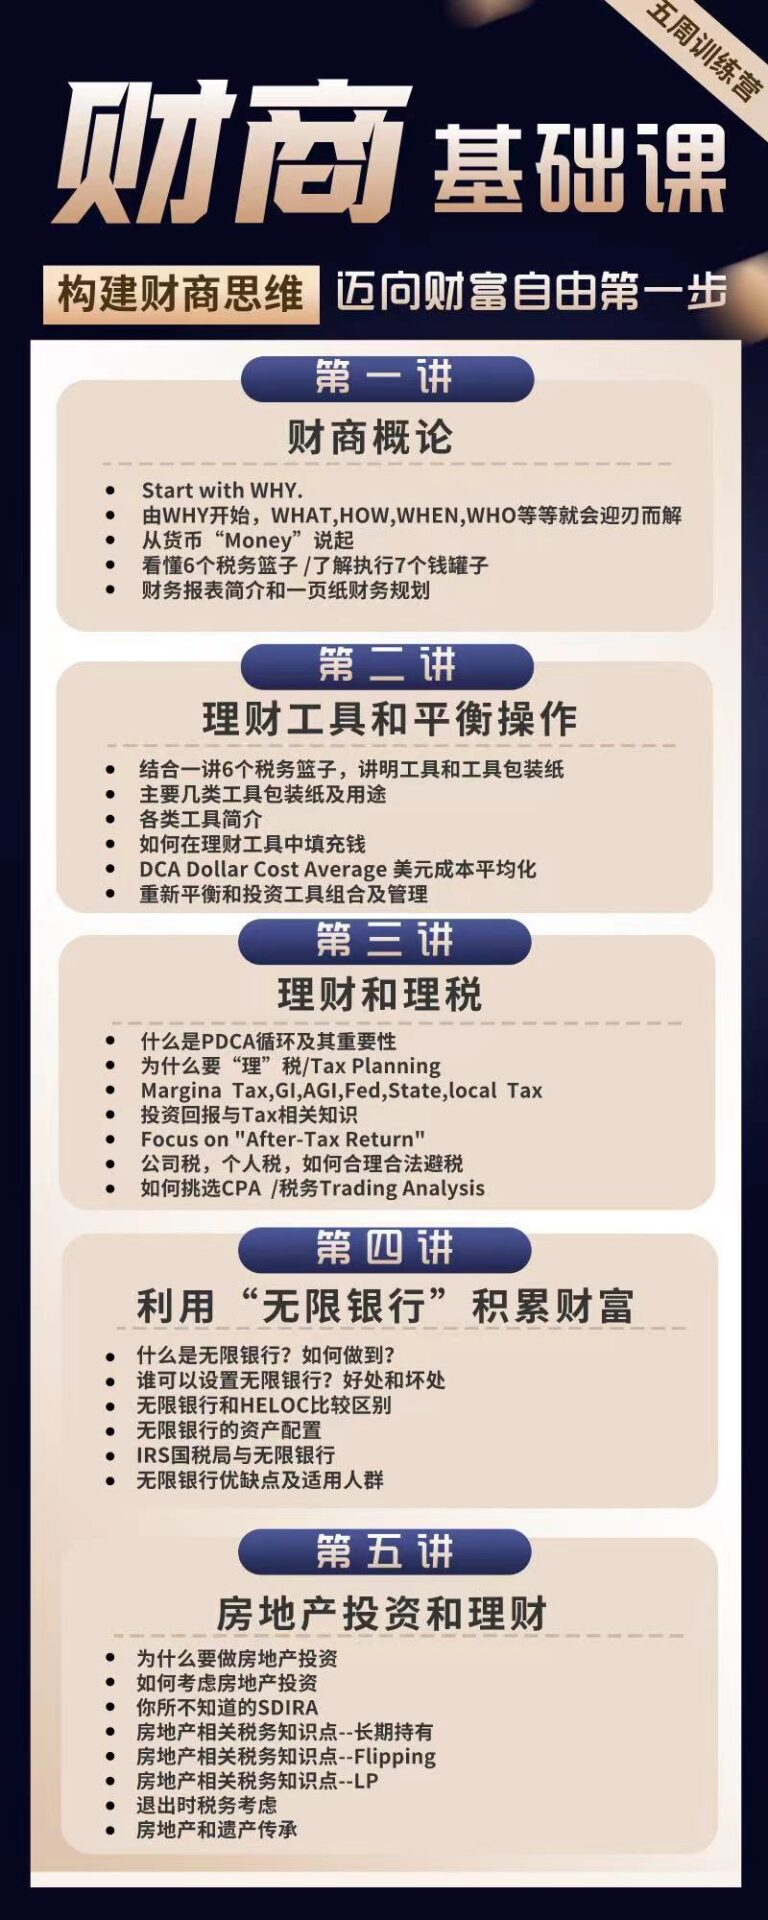 五周训练营
财商 基础课
构建财商思维 迈向财富自由第一步
第一讲
财商概论
Start with WHY.
由WHY开始，WHAT,HOW,WHEN,WHO等等就会迎刃而解
从货币“Money”说起
看懂6个税务篮子 /了解执行7个钱罐子
财务报表简介和一页纸财务规划
第二讲
理财工具和平衡操作
结合一讲6个税务篮子，讲明工具和工具包装纸
主要几类工具包装纸及用途
各类工具简介
如何在理财工具中填充钱
DCA Dollar Cost Average 美元成本平均化
重新平衡和投资工具组合及管理
第三讲
理财和理税
什么是PDCA循环及其重要性
为什么要“理”税/Tax Planning
Margina Tax,GI,AGI,Fed,State,local Tax
投资回报与Tax相关知识
Focus on "After-Tax Return"
公司税，个人税，如何合理合法避税
如何挑选CPA /税务Trading Analysis
第四讲
利用“无限银行”积累财富
什么是无限银行？如何做到？
谁可以设置无限银行？好处和坏处
无限银行和HELOC比较区别
无限银行的资产配置
IRS国税局与无限银行
无限银行优缺点及适用人群
第五讲
房地产投资和理财
为什么要做房地产投资
如何考虑房地产投资
你所不知道的SDIRA
房地产相关税务知识点--长期持有
房地产相关税务知识点--Flipping
房地产相关税务知识点--LP
退出时税务考虑
房地产和遗产传承